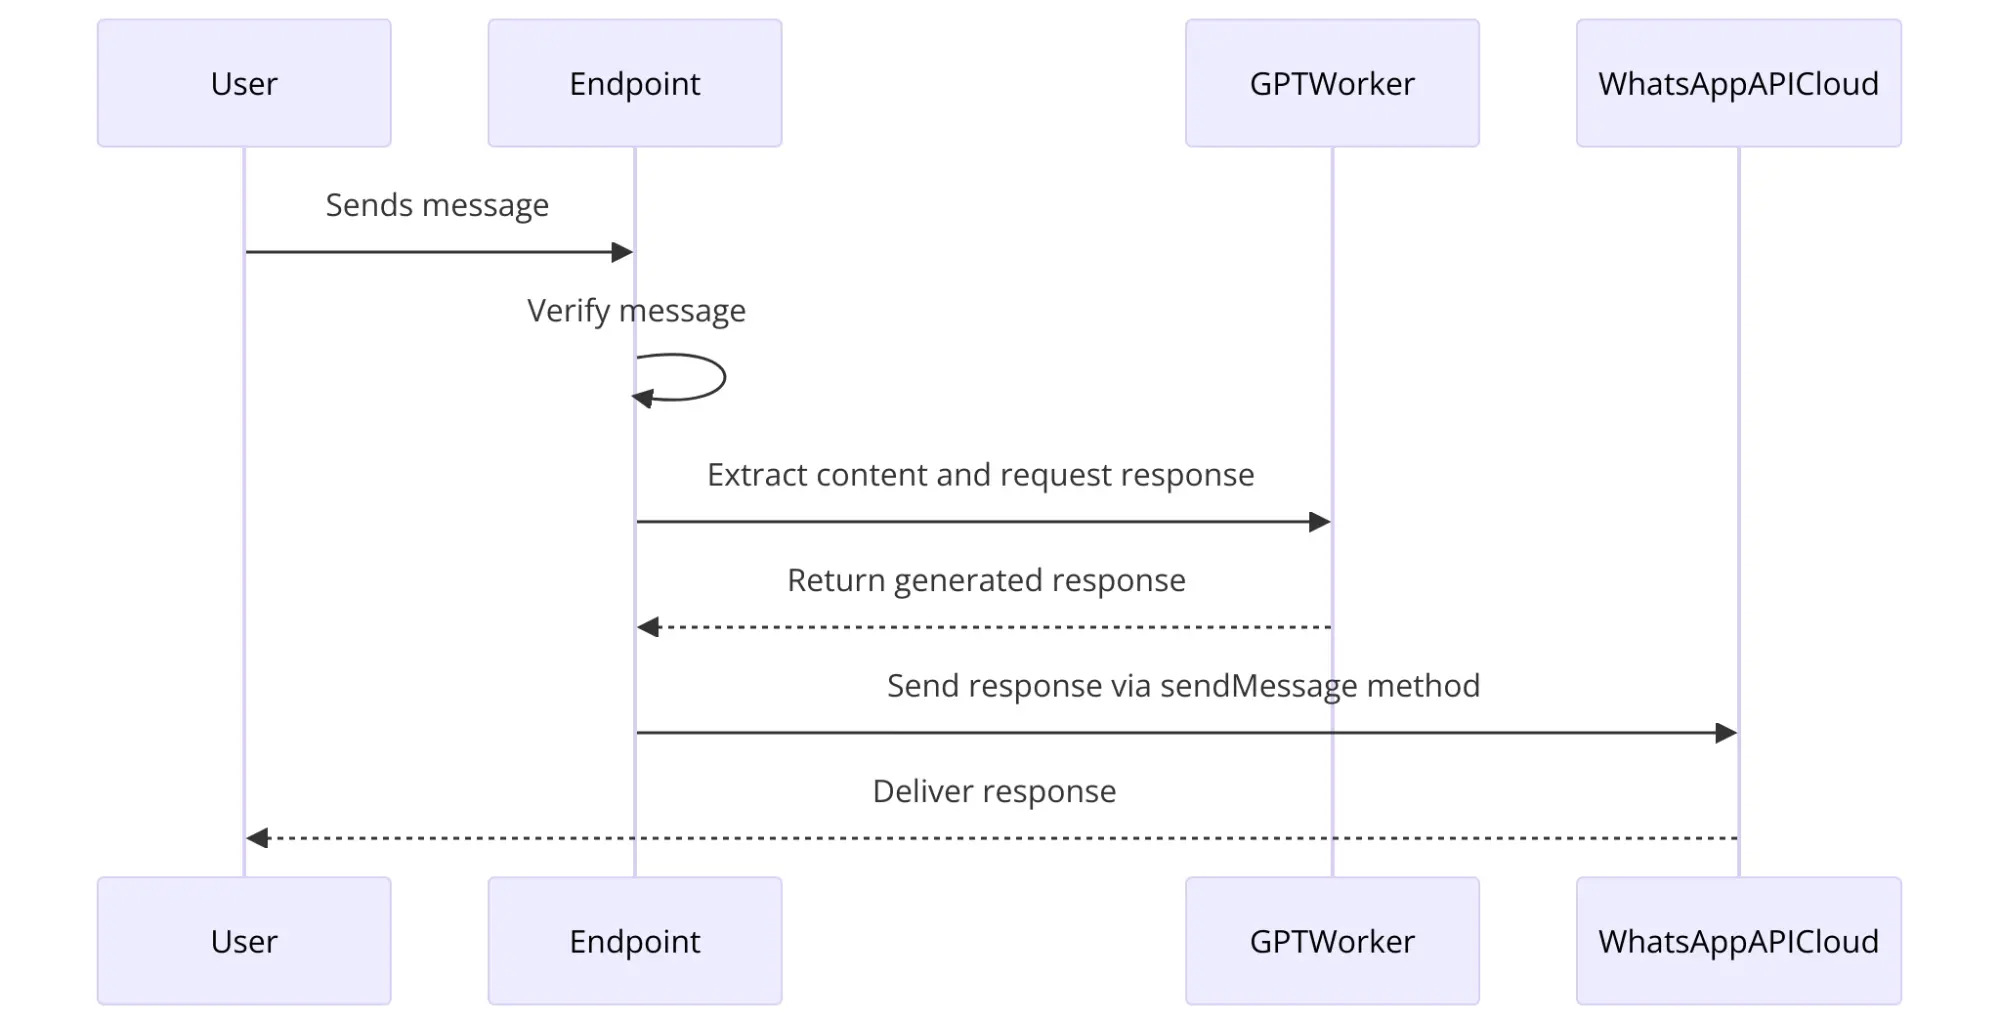 User
Endpoint
GPTWorker
WhatsAppAPICloud
Sends message
Verify message
Extract content and request response
Return generated response
Send response via sendMessage method
Deliver response
User
Endpoint
GPTWorker
WhatsAppAPICloud